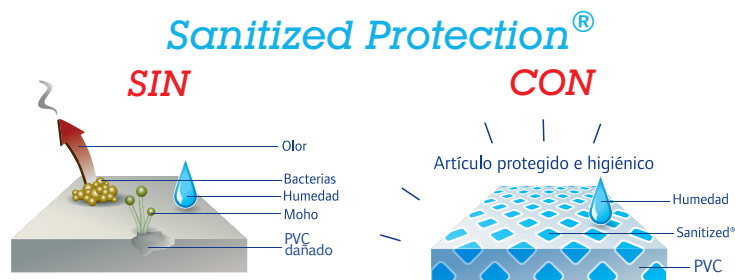 Sanitized Protection®
SIN
CON
Olor
Bacterias
Humedad
Moho
PVC
dañado
Artículo protegido e higiénico
Humedad
Sanitized®
PVC